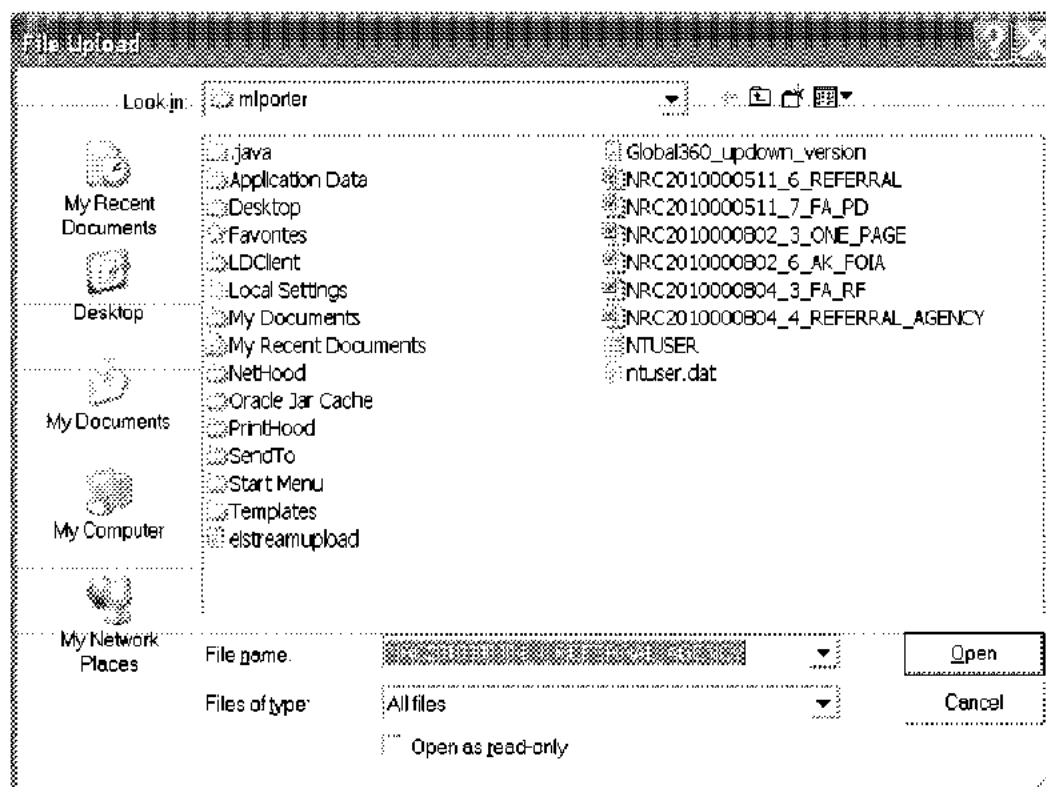 File Upload
Look in: mlporter
My Recent
Documents
Desktop
My Documents
My Computer
My Network
Places
.java
Application Data
Desktop
Favorites
LDClient
Local Settings
My Documents
My Recent Documents
NetHood
Oracle Jar Cache
PrintHood
SendTo
Start Menu
Templates
elstreamupload
Global360_updown_version
NRC2010000511_6_REFERRAL
NRC2010000511_7_FA_PD
NRC2010000802_3_ONE_PAGE
NRC2010000802_6_AK_FOIA
NRC2010000804_3_FA_RF
NRC2010000804_4_REFERRAL_AGENCY
NTUSER
ntuser.dat
File name:
Open
Files of type: All files
Cancel
Open as read-only